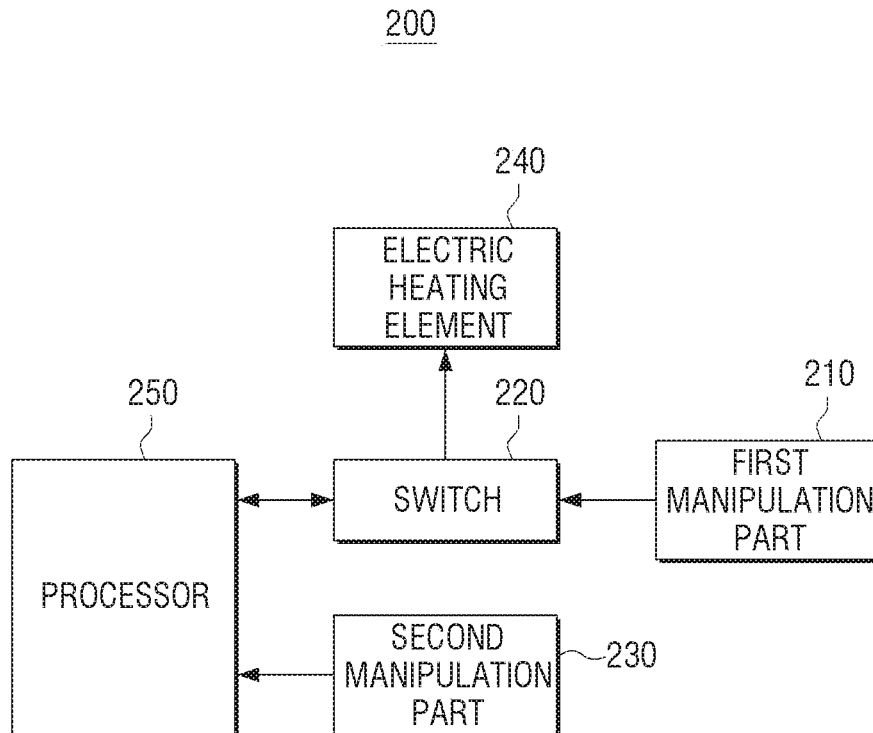 200
240
ELECTRIC
HEATING
ELEMENT
250
220
210
PROCESSOR
SWITCH
FIRST
MANIPULATION
PART
SECOND
MANIPULATION
PART
230